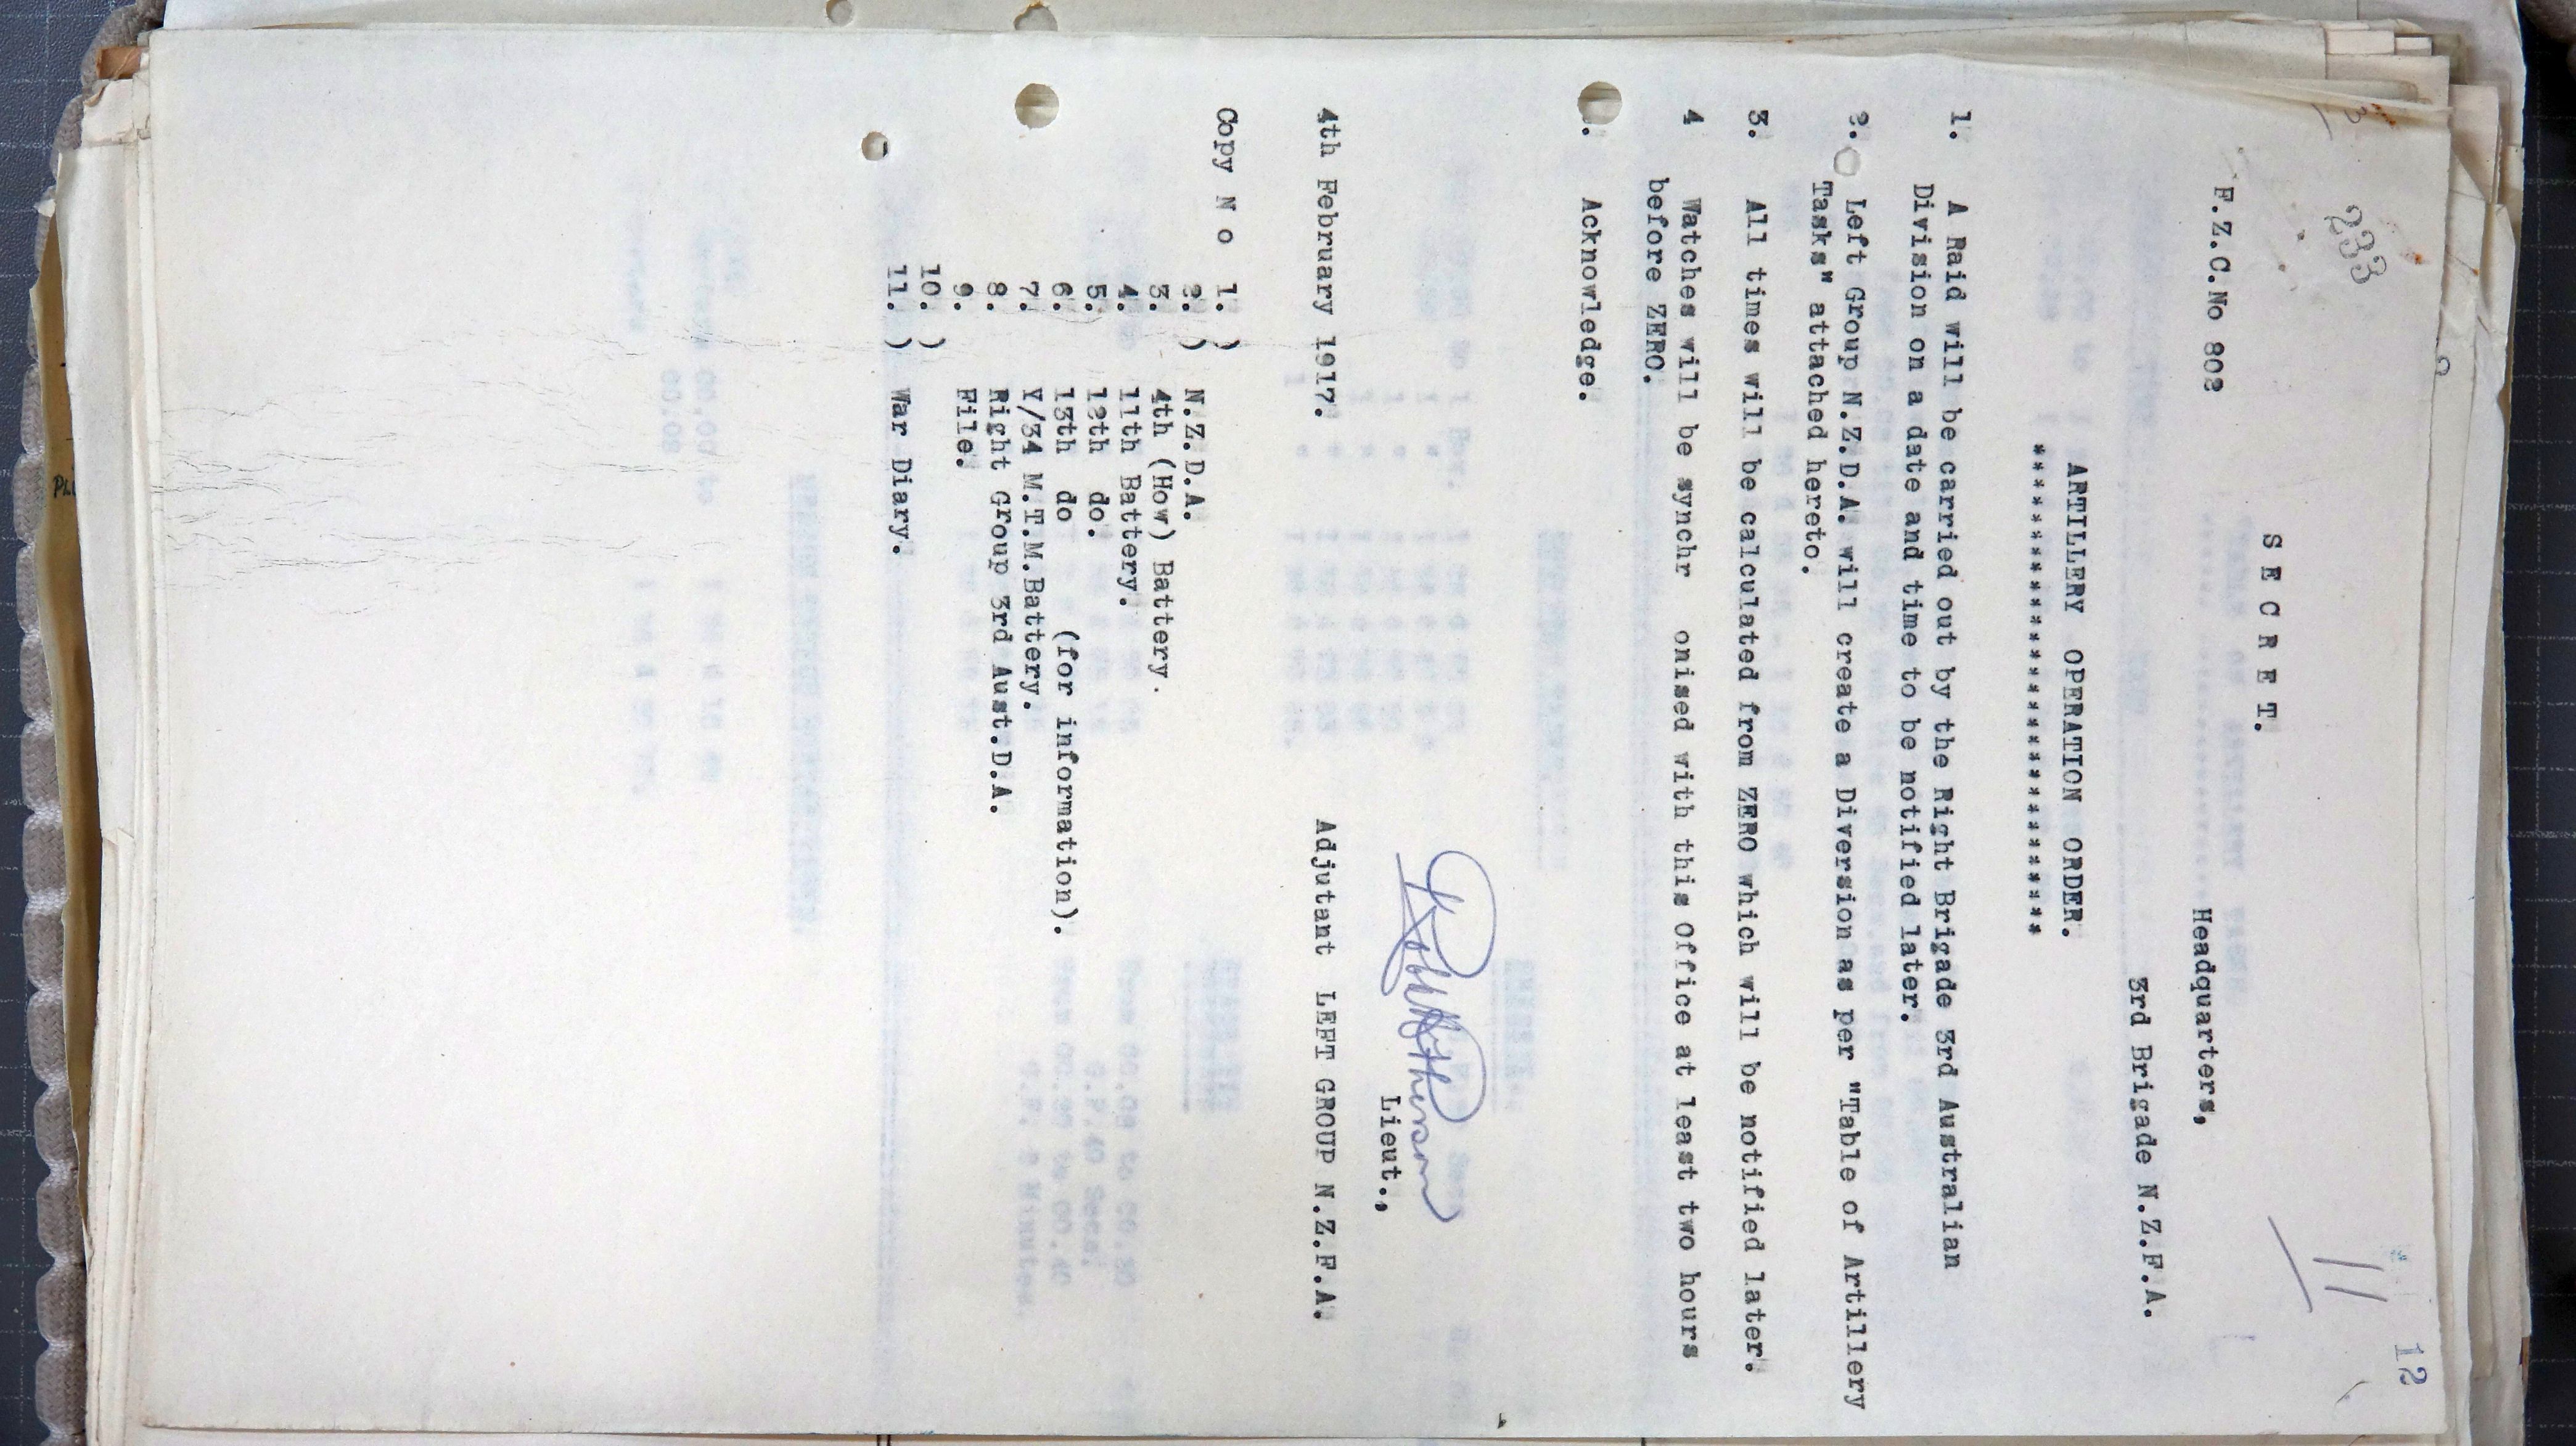 233
12
11
S E C R E T.
F.Z.C.No 802
Headquarters,
3rd Brigade N.Z.F.A.
ARTILLERY OPERATION ORDER.
**************************
1. A Raid will be carried out by the Right Brigade 3rd Australian
Division on a date and time to be notified later.
2. Left Group N.Z.D.A. will create a Diversion as per "Table of Artillery
Tasks" attached hereto.
3. All times will be calculated from ZERO which will be notified later.
4 Watches will be synchr onised with this Office at least two hours
before ZERO.
. Acknowledge.
Lieut.,
4th February 1917. Adjutant LEFT GROUP N.Z.F.A.
Copy N o 1. )
2. ) N.Z.D.A.
3. 4th (How) Battery.
4. 11th Battery.
5. 12th do.
6. 13th do (for information).
7. Y/34 M.T.M.Battery.
8. Right Group 3rd Aust.D.A.
9. File.
10. )
11. ) War Diary.